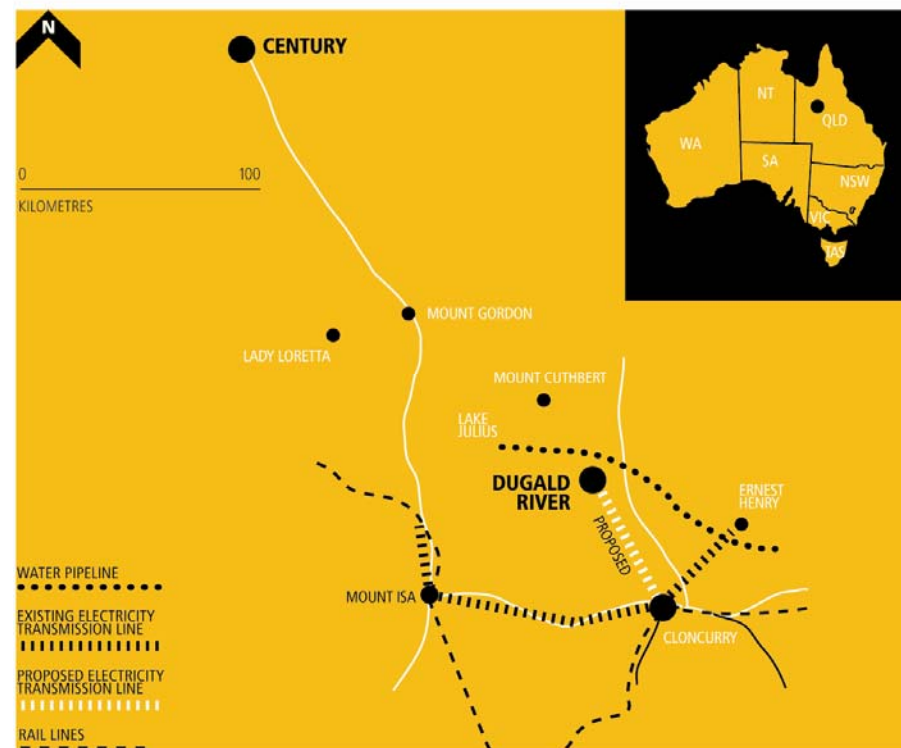 N
CENTURY
0 100
KILOMETRES
NT
QLD
WA
SA
NSW
VIC
TAS
MOUNT GORDON
LADY LORETTA
MOUNT CUTHBERT
LAKE
JULIUS
DUGALD
RIVER
ERNEST
HENRY
PROPOSED
MOUNT ISA
CLONCURRY
WATER PIPELINE
EXISTING ELECTRICITY
TRANSMISSION LINE
PROPOSED ELECTRICITY
TRANSMISSION LINE
RAIL LINES